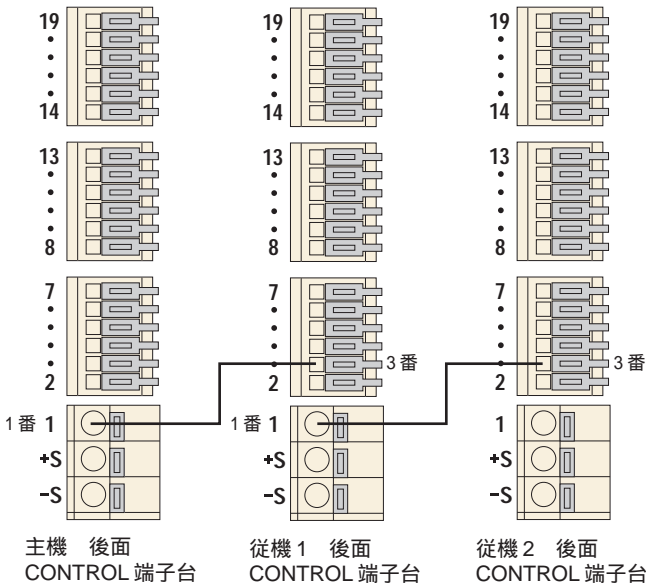 19 19 19
14 14 14
13 13 13
8 8 8
7 7 7
3番 3番
2 2 2
1番 1 1番 1 1
+S +S +S
-S -S -S
主機 後面 従機1 後面 従機2 後面
CONTROL 端子台 CONTROL 端子台 CONTROL 端子台